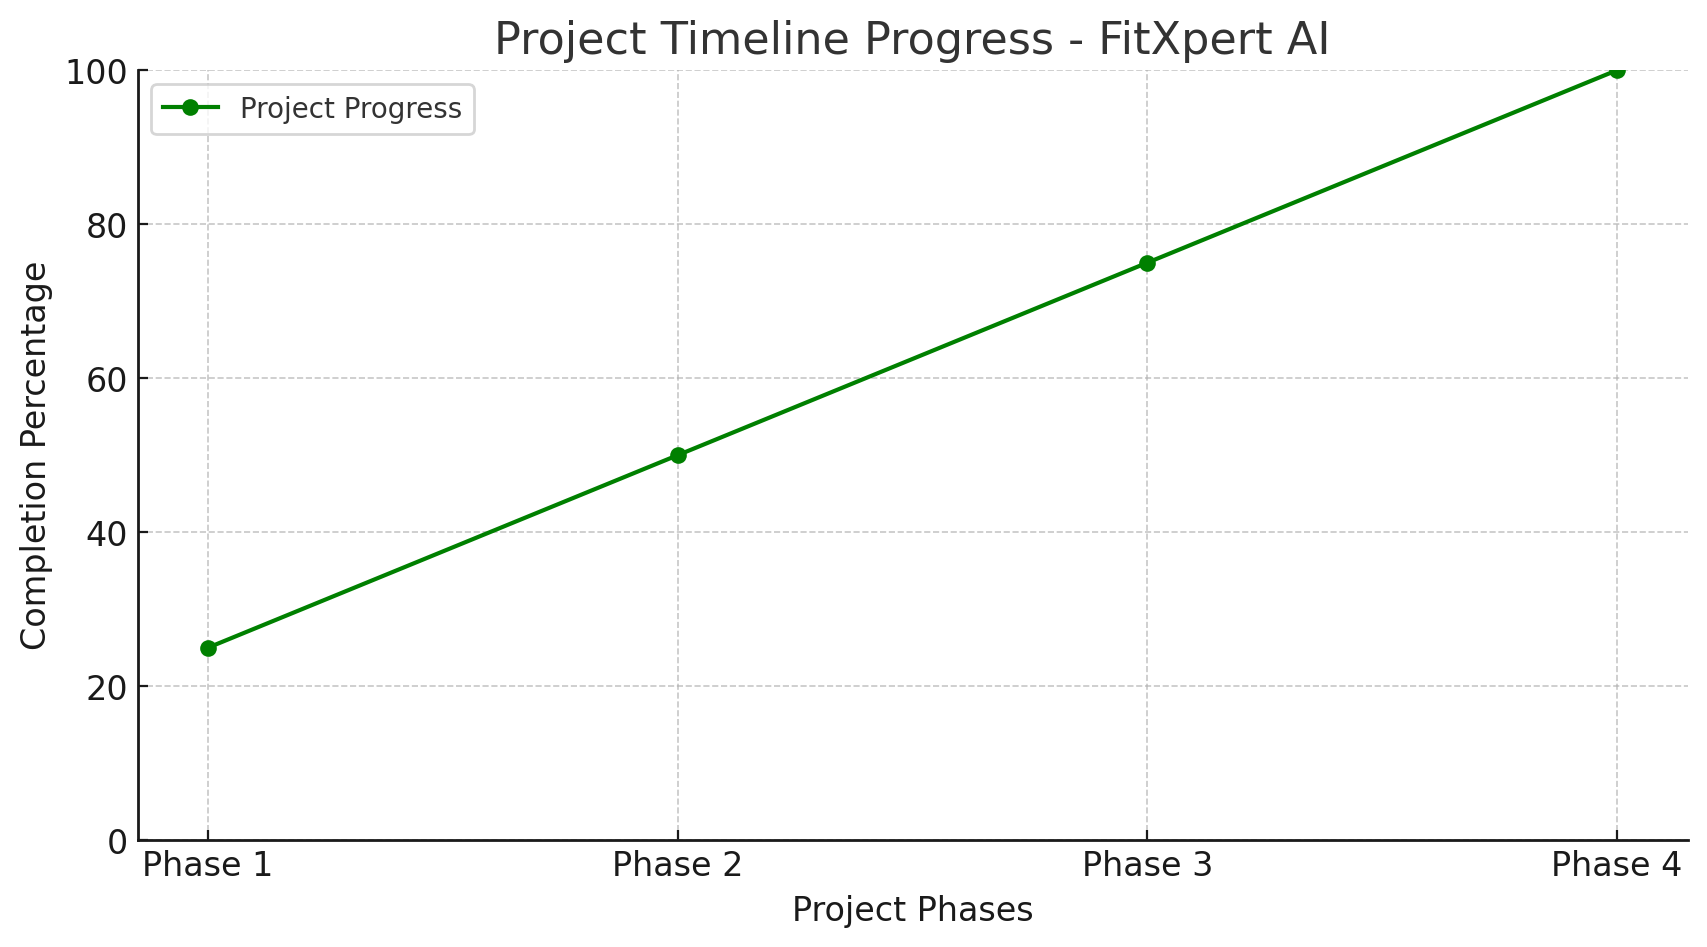 Project Timeline Progress - FitXpert AI
100
Project Progress
80
60
40
20
0
Completion Percentage
Phase 1 Phase 2 Phase 3 Phase 4
Project Phases